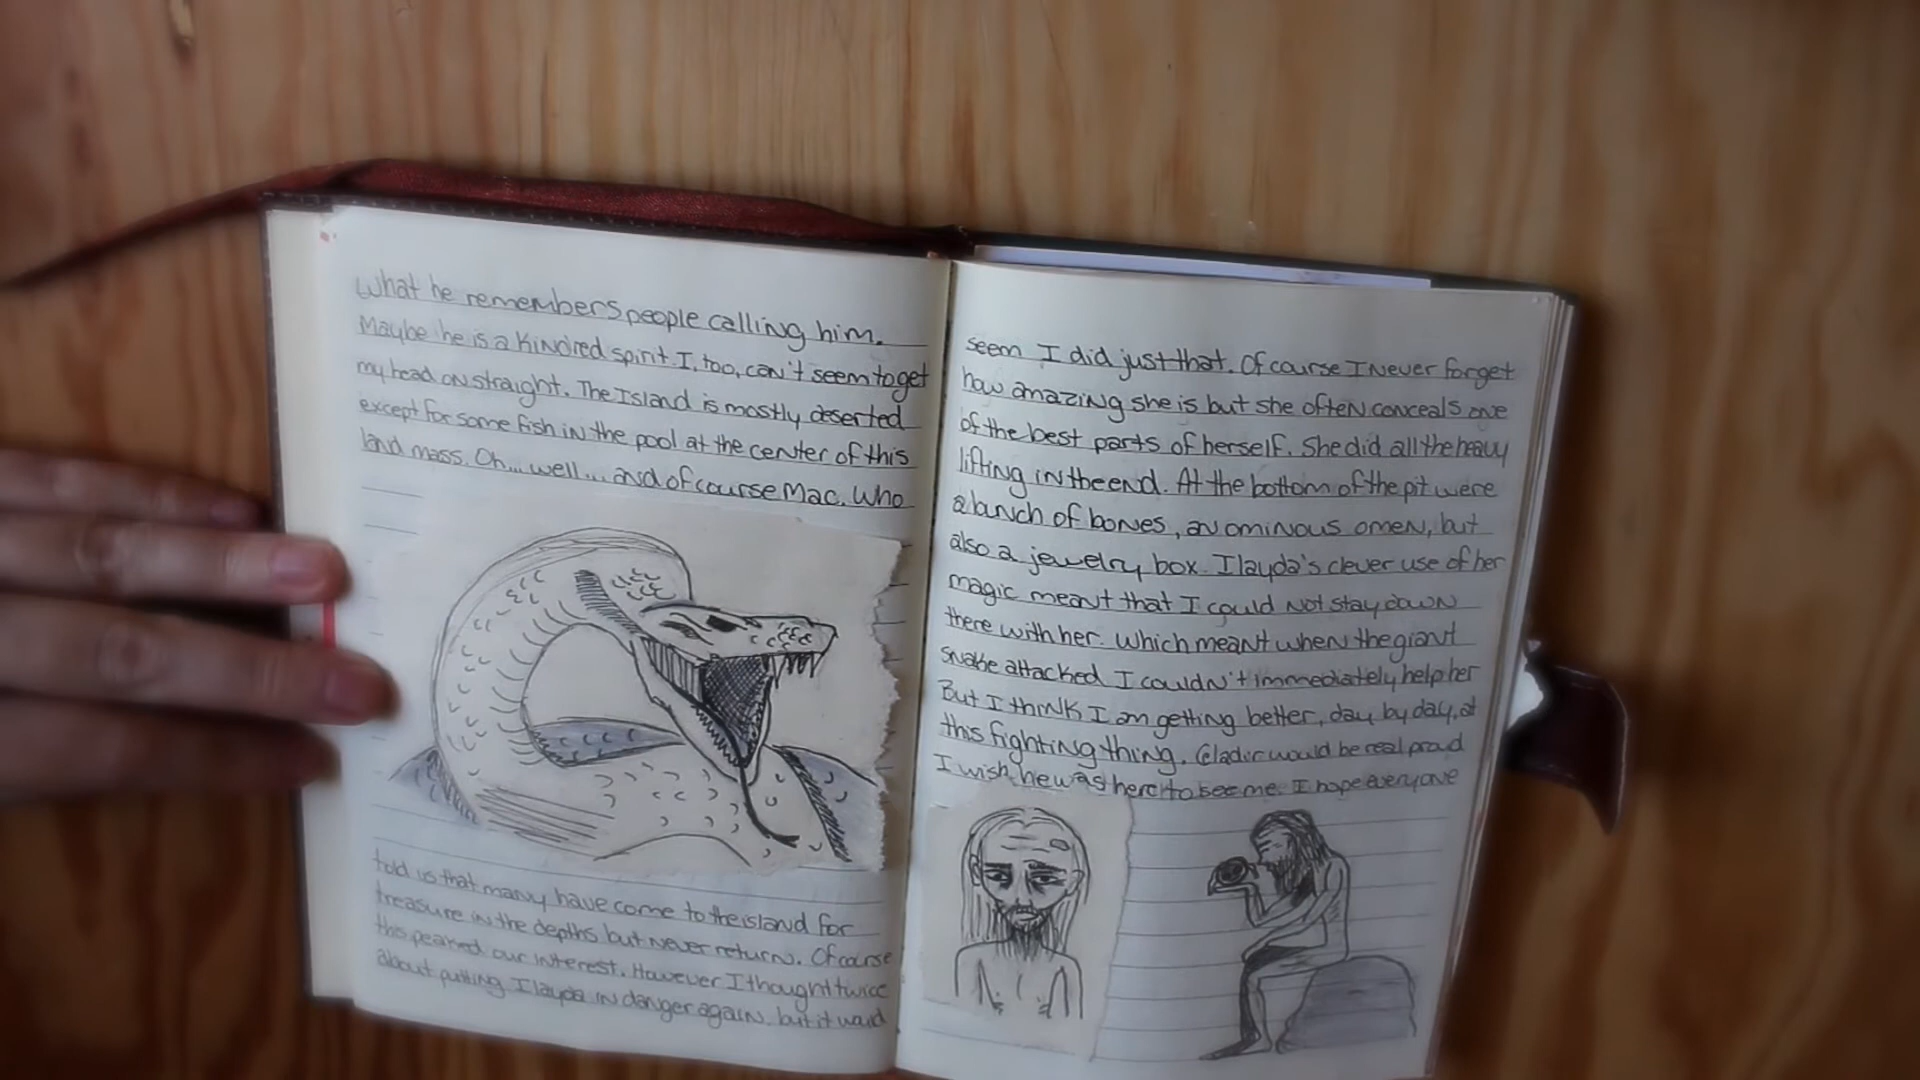 What he remembers people calling him.
Maybe he is a kindred spirit I, too, can't seem to get
my head on straight. The Island is mostly deserted
except for some fish in the pool at the center of this
land mass. Oh.... well.... and of course Mac. Who
told us that many have come to the island for
treasure in the depths but never return. Of course
this peaked our interest. However I thought twice
about putting Ilayda in danger again. but it would
seem I did just that. Of course I never forget
how amazing she is but she often conceals one
of the best parts of herself. She did all the heavy
lifting in the end. At the bottom of the pit were
a bunch of bones, an ominous omen, but
also a jewelry box. Ilayda's clever use of her
magic meant that I could not stay down
there with her. Which meant when the giant
snake attacked I couldn't immediately help her
But I think I am getting better, day by day, at
this fighting thing. would be real proud
I wish he was here to see me. I hope everyone